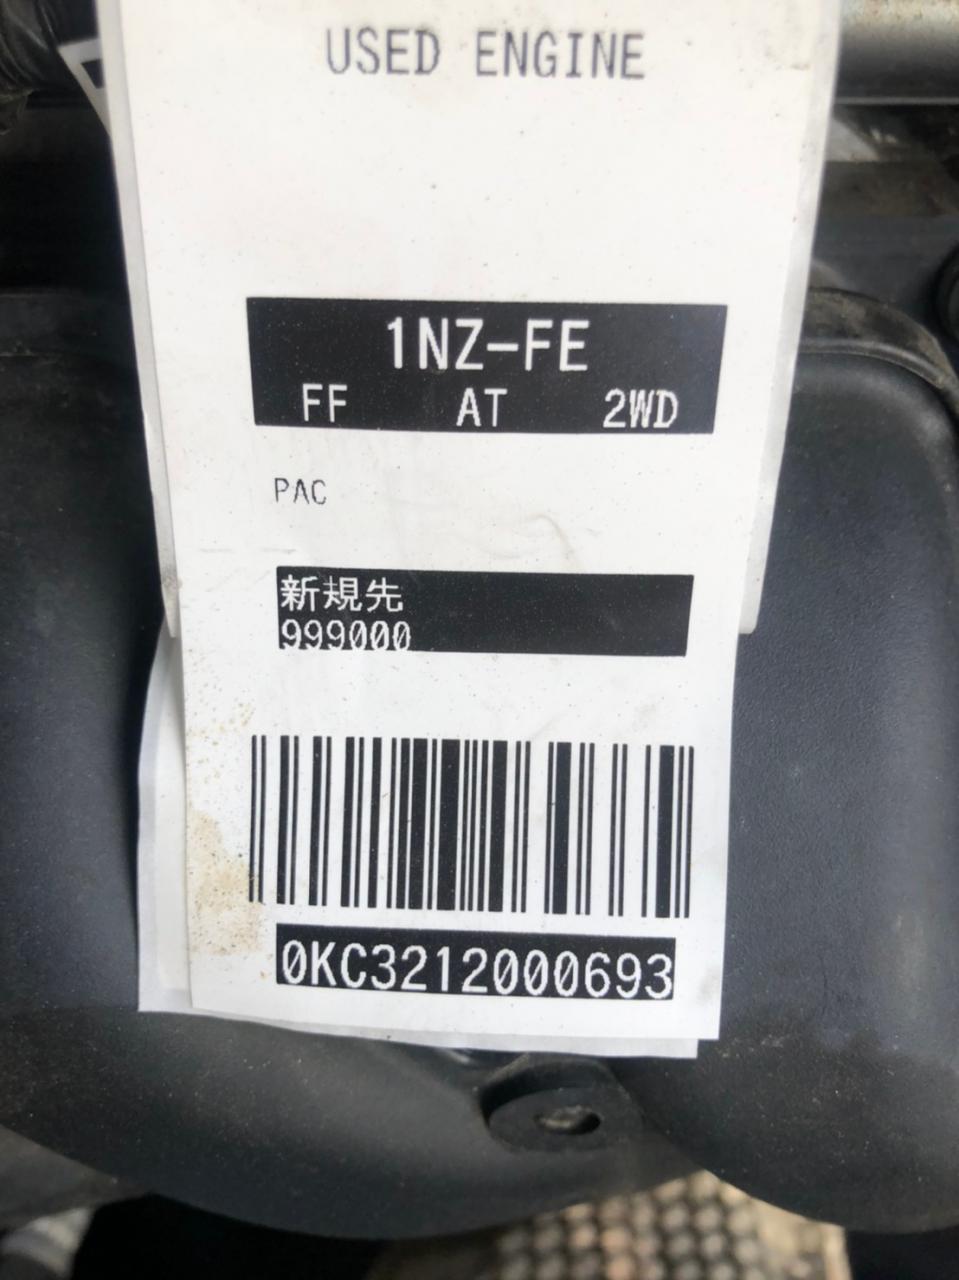 USED ENGINE
1NZ-FE
FF AT 2WD
PAC
新規先
999000
0KC3212000693